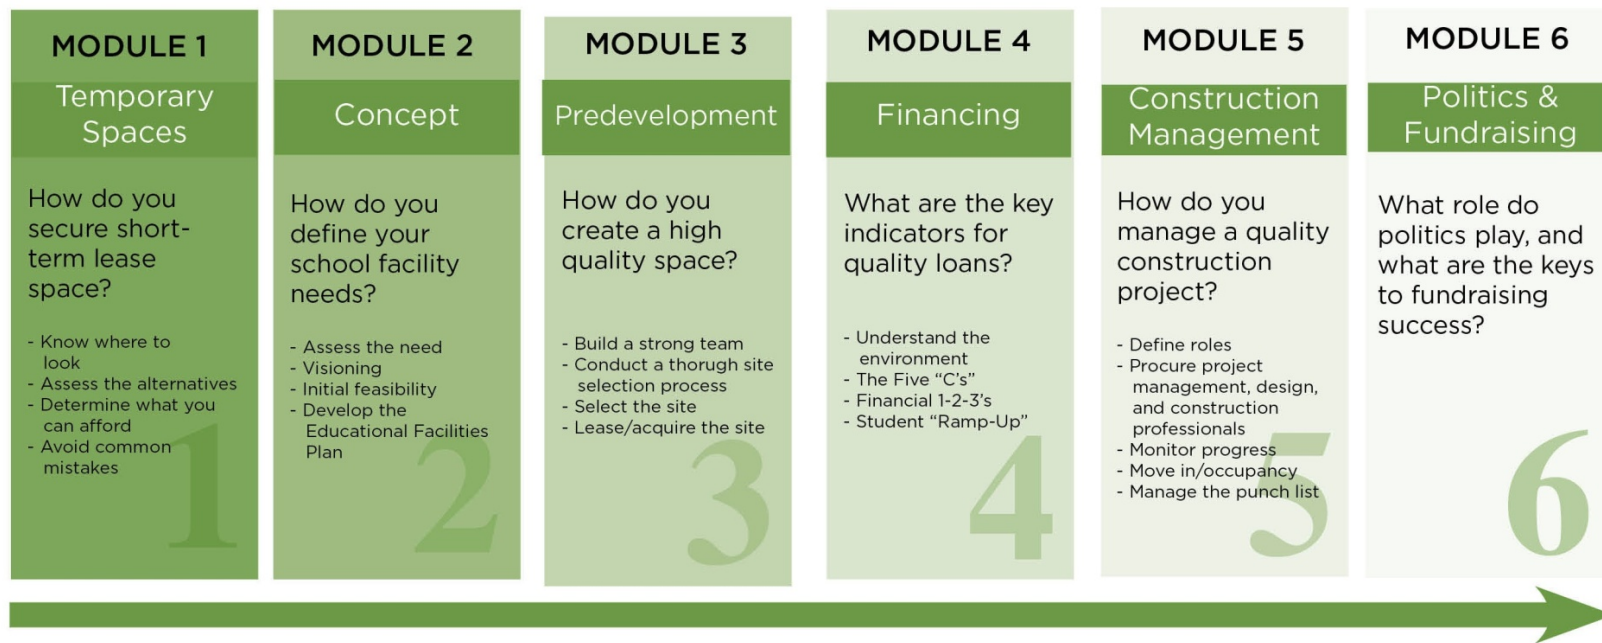 MODULE 1
Temporary
Spaces
How do you
secure short-
term lease
space?
- Know where to
look
- Assess the alternatives
- Determine what you
can afford
- Avoid common
mistakes
1
MODULE 2
Concept
How do you
define your
school facility
needs?
- Assess the need
- Visioning
- Initial feasibility
- Develop the
Educational Facilities
Plan
2
MODULE 3
Predevelopment
How do you
create a high
quality space?
- Build a strong team
- Conduct a thorugh site
selection process
- Select the site
- Lease/acquire the site
3
MODULE 4
Financing
What are the key
indicators for
quality loans?
- Understand the
environment
- The Five “C’s”
- Financial 1-2-3’s
- Student “Ramp-Up”
4
MODULE 5
Construction
Management
How do you
manage a quality
construction
project?
- Define roles
- Procure project
management, design,
and construction
professionals
- Monitor progress
- Move in/occupancy
- Manage the punch list
5
MODULE 6
Politics &
Fundraising
What role do
politics play, and
what are the keys
to fundraising
success?
6